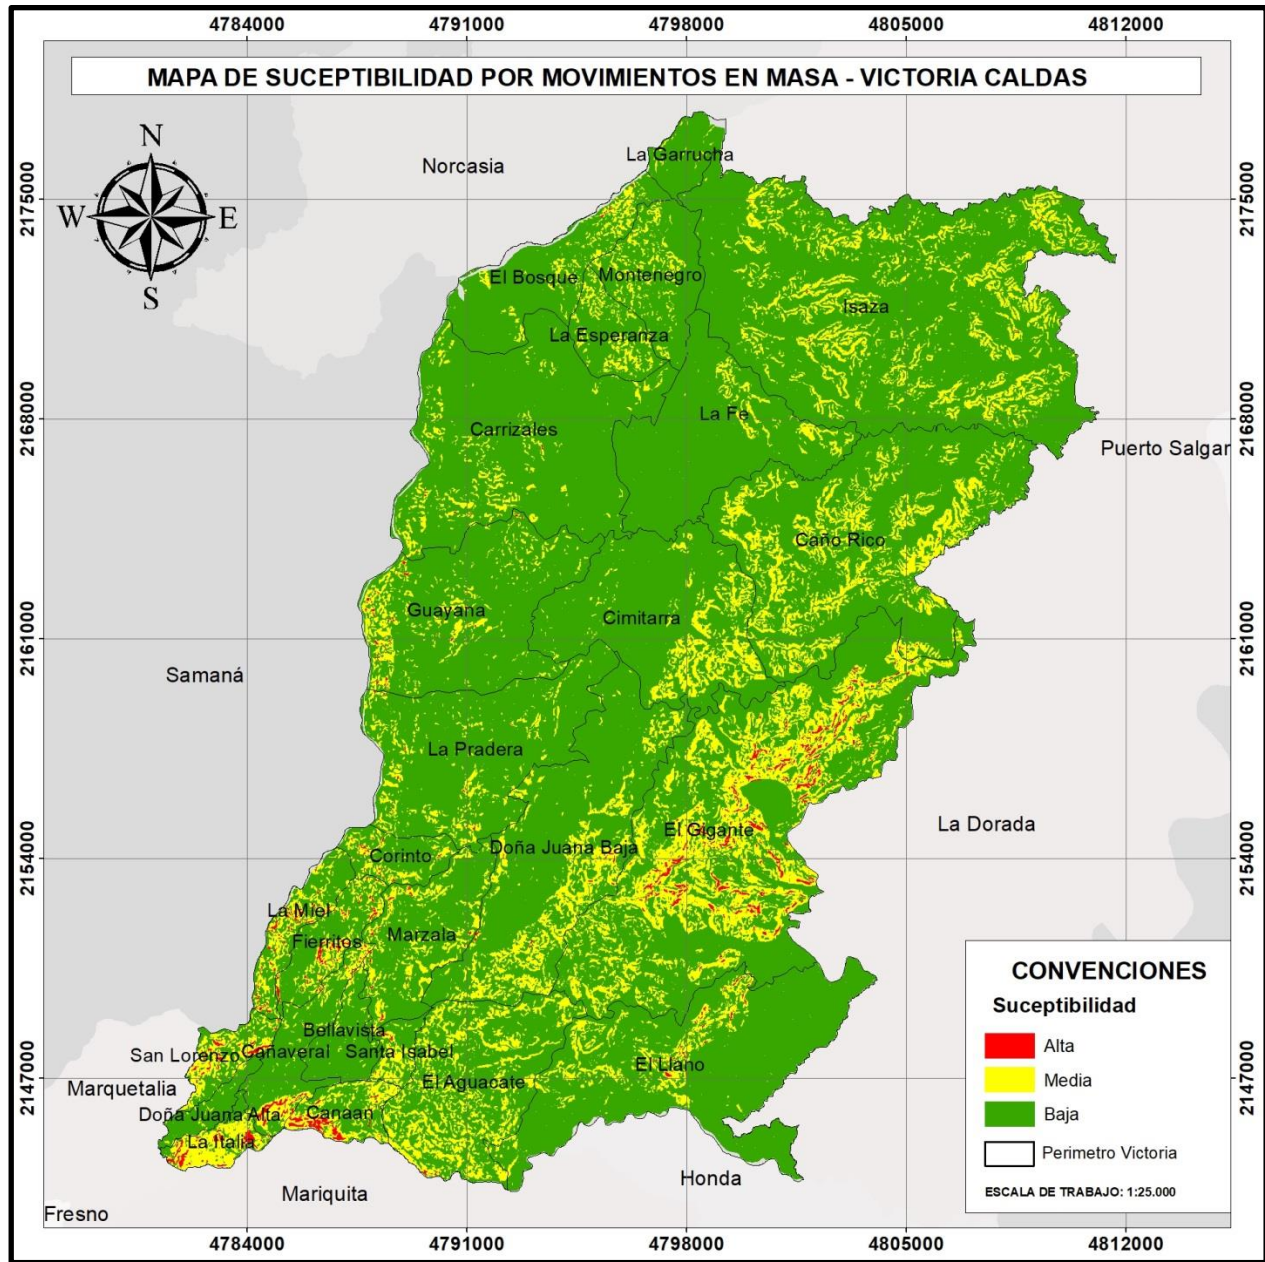 4784000 4791000 4798000 4805000 4812000
MAPA DE SUCEPTIBILIDAD POR MOVIMIENTOS EN MASA - VICTORIA CALDAS
N
W E
S
Norcasia
La Garrucha
2175000 2175000
El Bosque Montenegro
Isaza
La Esperanza
2168000 2168000
La Fe
Carrizales
Puerto Salgar
Caño Rico
Guayana
Cimitarra
2161000 2161000
Samaná
La Pradera
La Dorada
El Gigante
2154000 2154000
Corinto
Doña Juana Baja
La Miel
Fierritos
Marzala
Bellavista
San Lorenzo Cañaveral Santa Isabel
El Llano
2147000 2147000
Marquetalia
El Aguacate
Doña Juana Alta Canaan
La Italia
Mariquita
Honda
Fresno
CONVENCIONES
Suceptibilidad
Alta
Media
Baja
Perimetro Victoria
ESCALA DE TRABAJO: 1:25.000
4784000 4791000 4798000 4805000 4812000